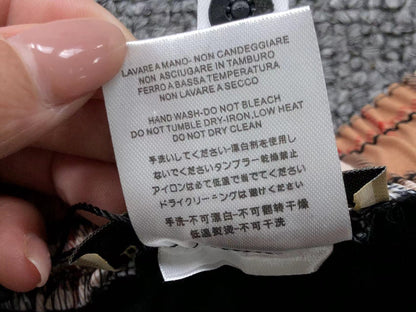 LAVARE A MANO- NON CANDEGGIARE
NON ASCIUGARE IN TAMBURO
FERRO A BASSA TEMPERATURA
NON LAVARE A SECCO
HAND WASH-DO NOT BLEACH
DO NOT TUMBLE DRY-IRON, LOW HEAT
DO NOT DRY CLEAN
手洗いしてください-漂白剤を使用し
ないでくださいタンブラー乾燥禁止
アイロンはあて低温で当ててください
ドライクリーニングは避けてください
手洗-不可漂白-不可翻转干燥
低温熨烫-不可干洗